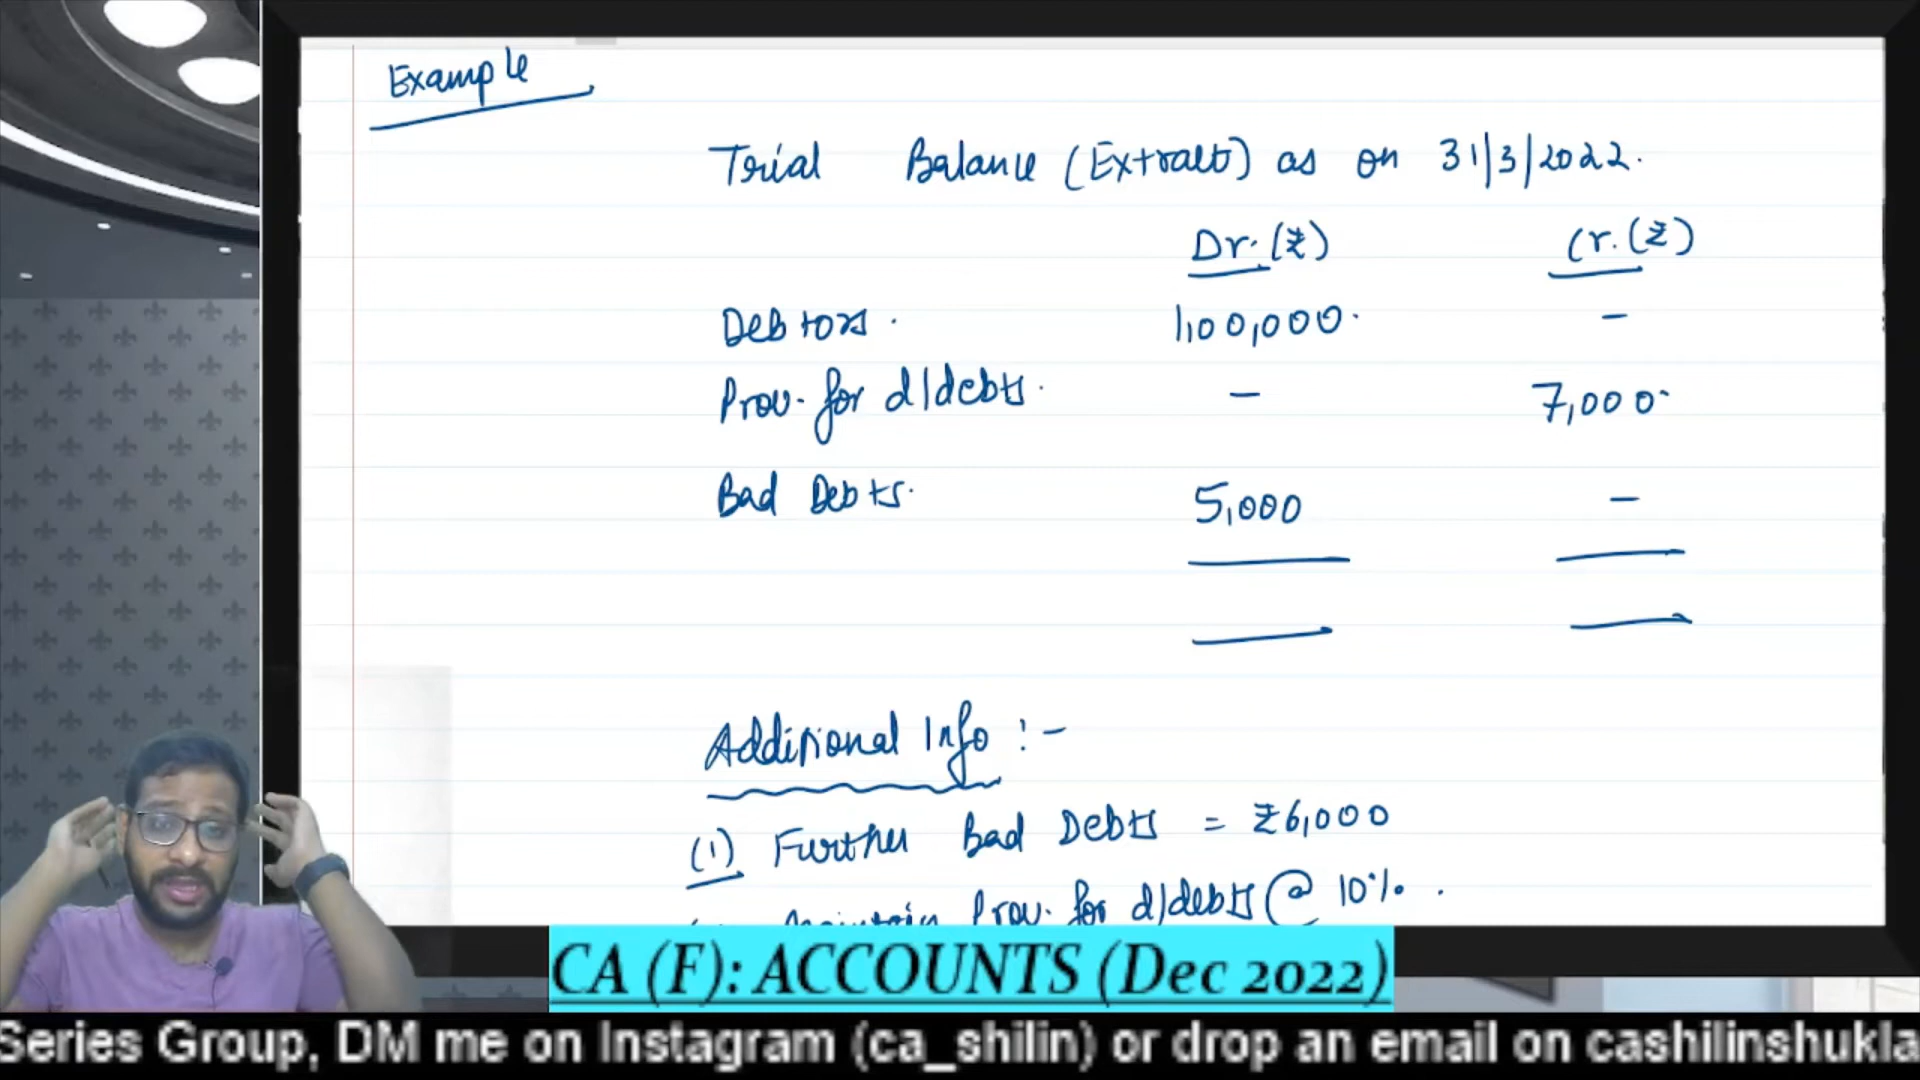 Example
Trial Balance (Extract) as on 31/3/2022.
Dr. (₹) Cr. (₹)
Debtors. 1,00,000. -
Prov. for d/debts. - 7,000.
Bad Debts. 5,000 -
Additional Info :-
(1) Further Bad Debts = ₹6,000
Maintain Prov. for d/debts @ 10%.
CA (F): ACCOUNTS (Dec 2022)
Series Group, DM me on Instagram (ca_shilin) or drop an email on cashilinshukla